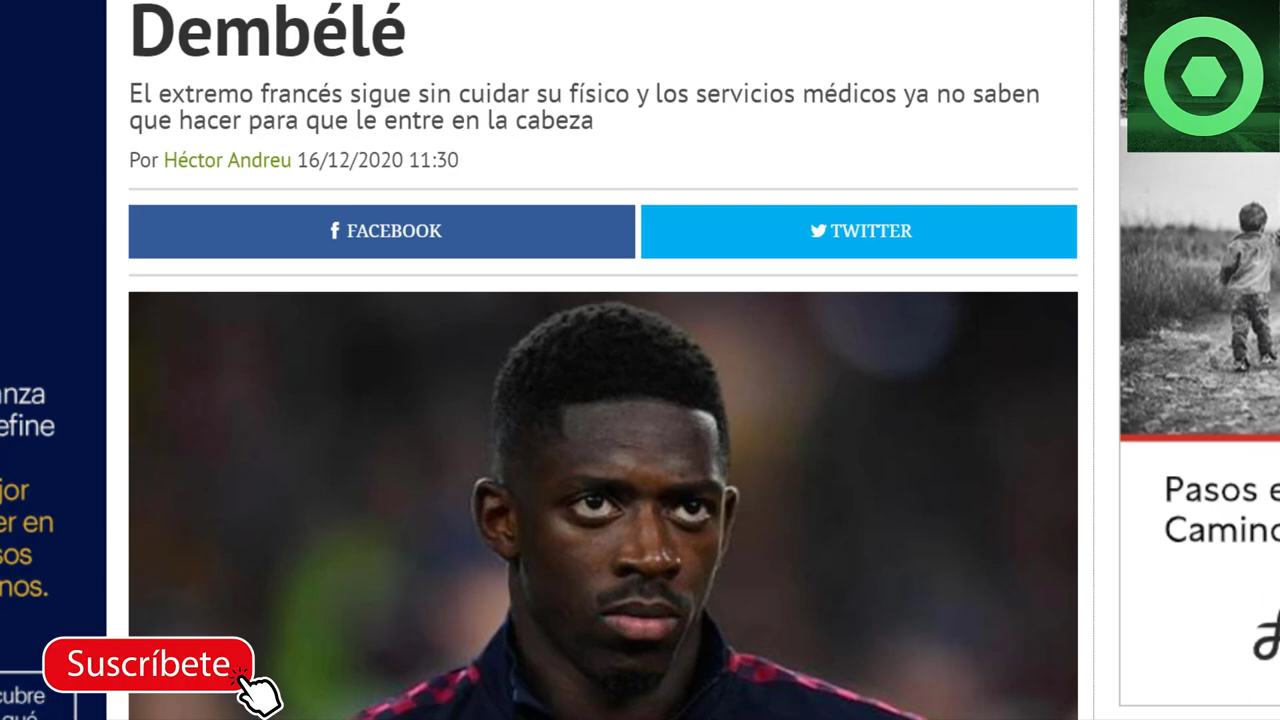 Dembélé
El extremo francés sigue sin cuidar su físico y los servicios médicos ya no saben
que hacer para que le entre en la cabeza
Por Héctor Andreu 16/12/2020 11:30
FACEBOOK
TWITTER
anza
efine
jor
er en
sos
nos.
Suscríbete
cubre
qué
Pasos e
Camino